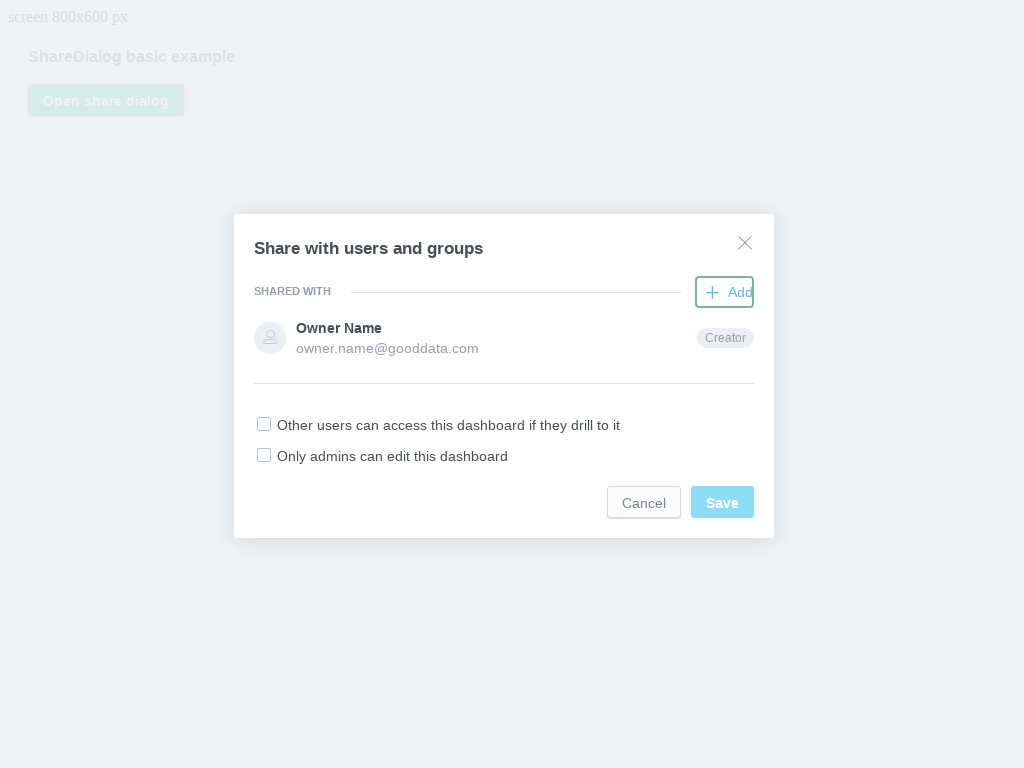 screen 800x600 px
ShareDialog basic example
Open share dialog
Share with users and groups
SHARED WITH
Add
Owner Name
owner.name@gooddata.com
Creator
Other users can access this dashboard if they drill to it
Only admins can edit this dashboard
Cancel
Save